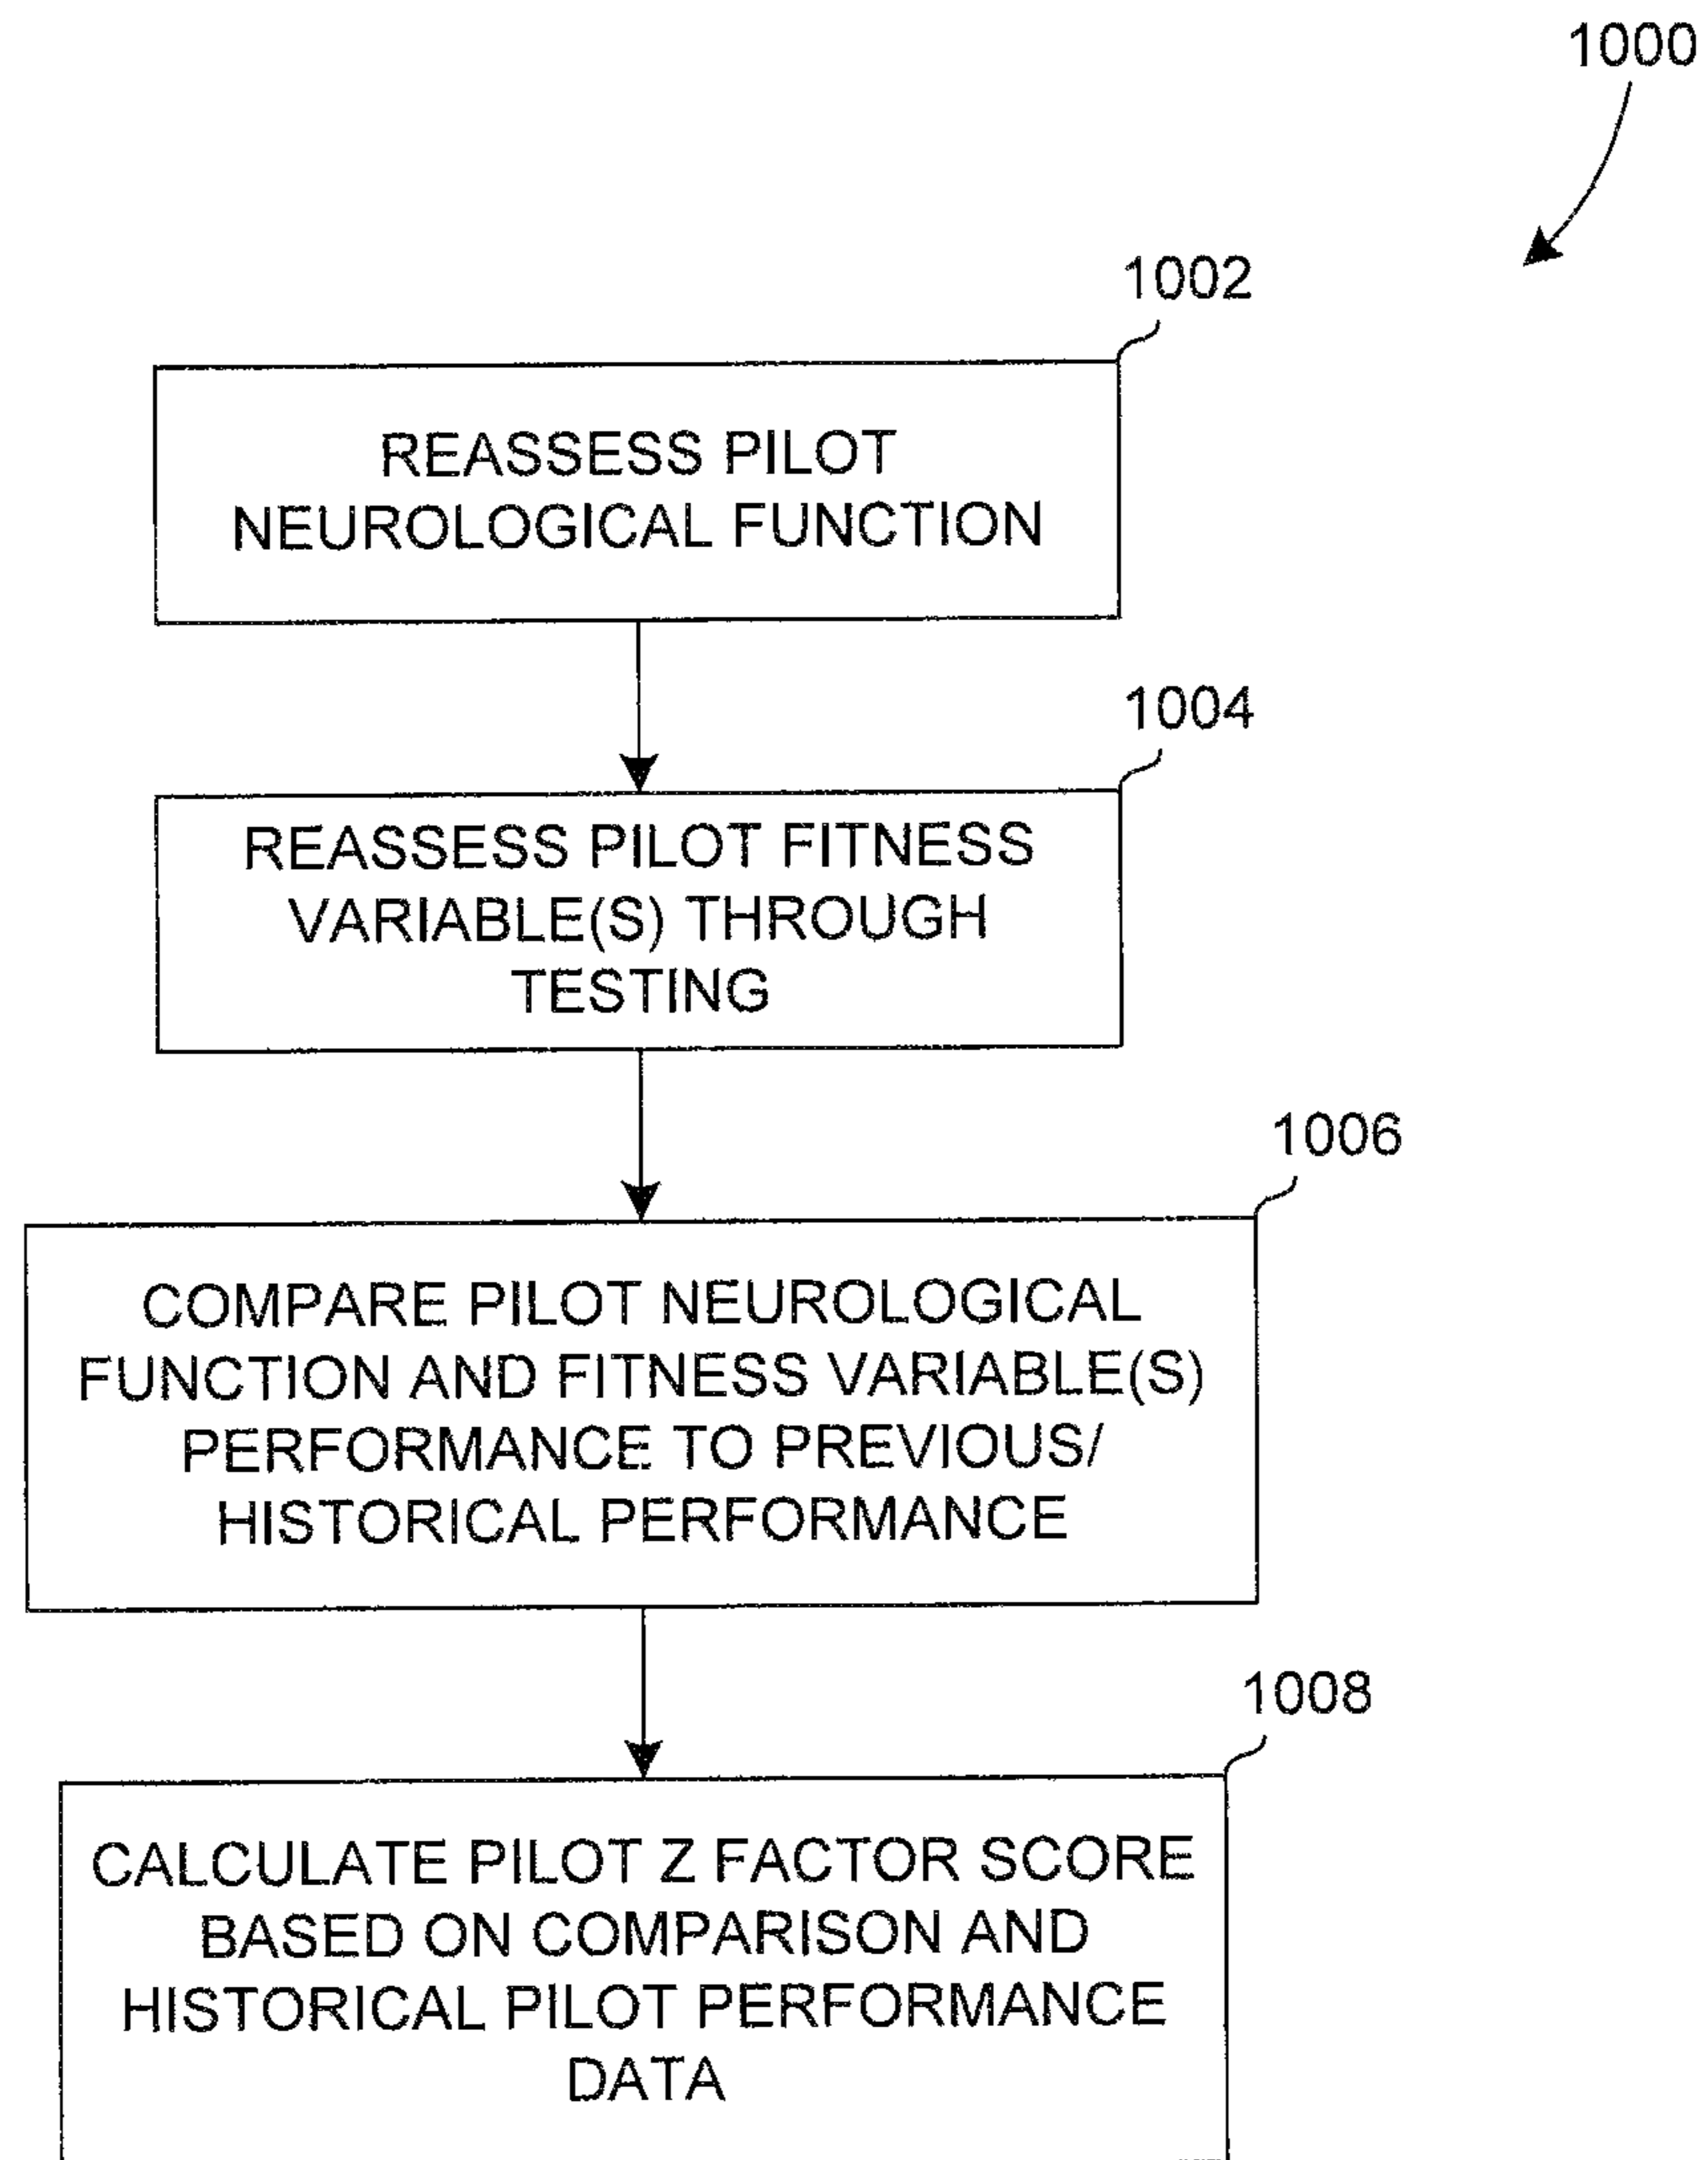 1000
1002
REASSESS PILOT
NEUROLOGICAL FUNCTION
1004
REASSESS PILOT FITNESS
VARIABLE(S) THROUGH
TESTING
1006
COMPARE PILOT NEUROLOGICAL
FUNCTION AND FITNESS VARIABLE(S)
PERFORMANCE TO PREVIOUS/
HISTORICAL PERFORMANCE
1008
CALCULATE PILOT Z FACTOR SCORE
BASED ON COMPARISON AND
HISTORICAL PILOT PERFORMANCE
DATA